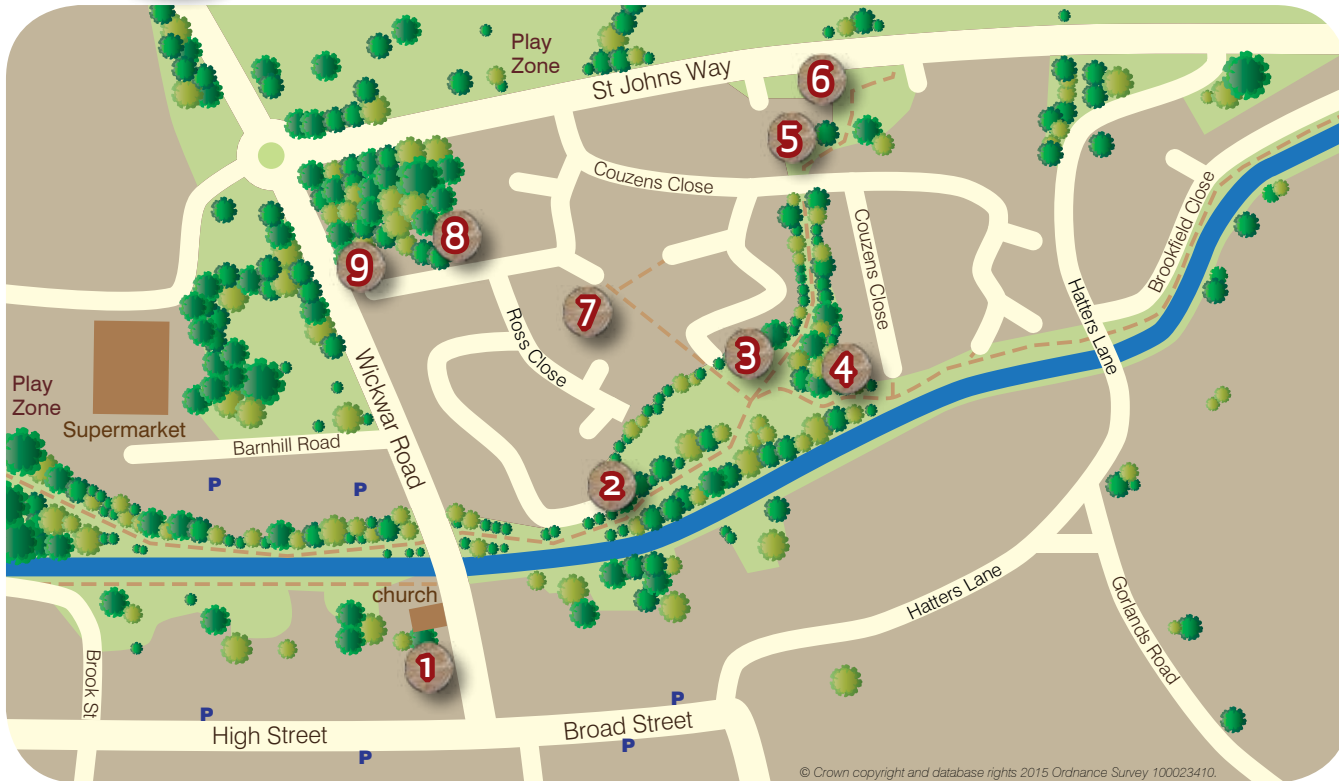 Play
Zone
St Johns Way
6
5
Couzens Close
Couzens Close
8
9
7
Ross Close
3
4
Hatters Lane
Brookfield Close
Wickwar Road
Play
Zone
Supermarket
Barnhill Road
P
P
2
church
1
Hatters Lane
Gorlands Road
Brook St
P
P
High Street
Broad Street
P
P
© Crown copyright and database rights 2015 Ordnance Survey 100023410.